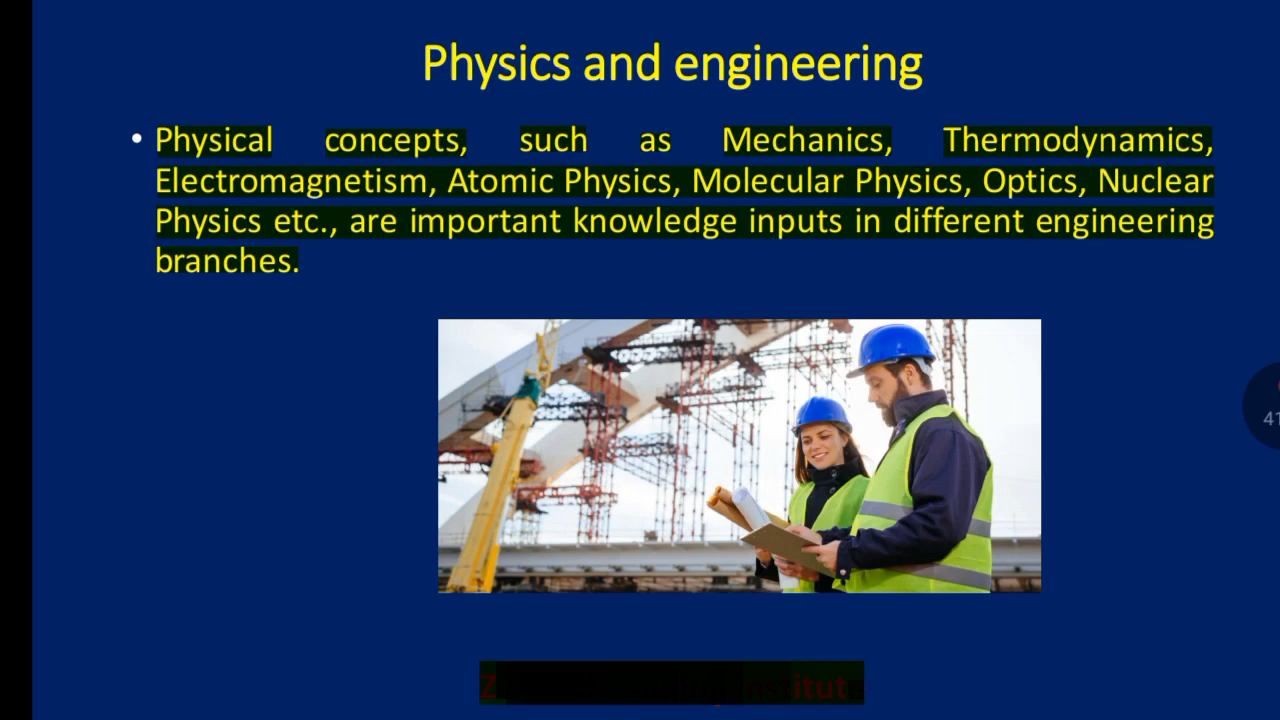 Physics and engineering
• Physical concepts, such as Mechanics, Thermodynamics,
Electromagnetism, Atomic Physics, Molecular Physics, Optics, Nuclear
Physics etc., are important knowledge inputs in different engineering
branches.
41